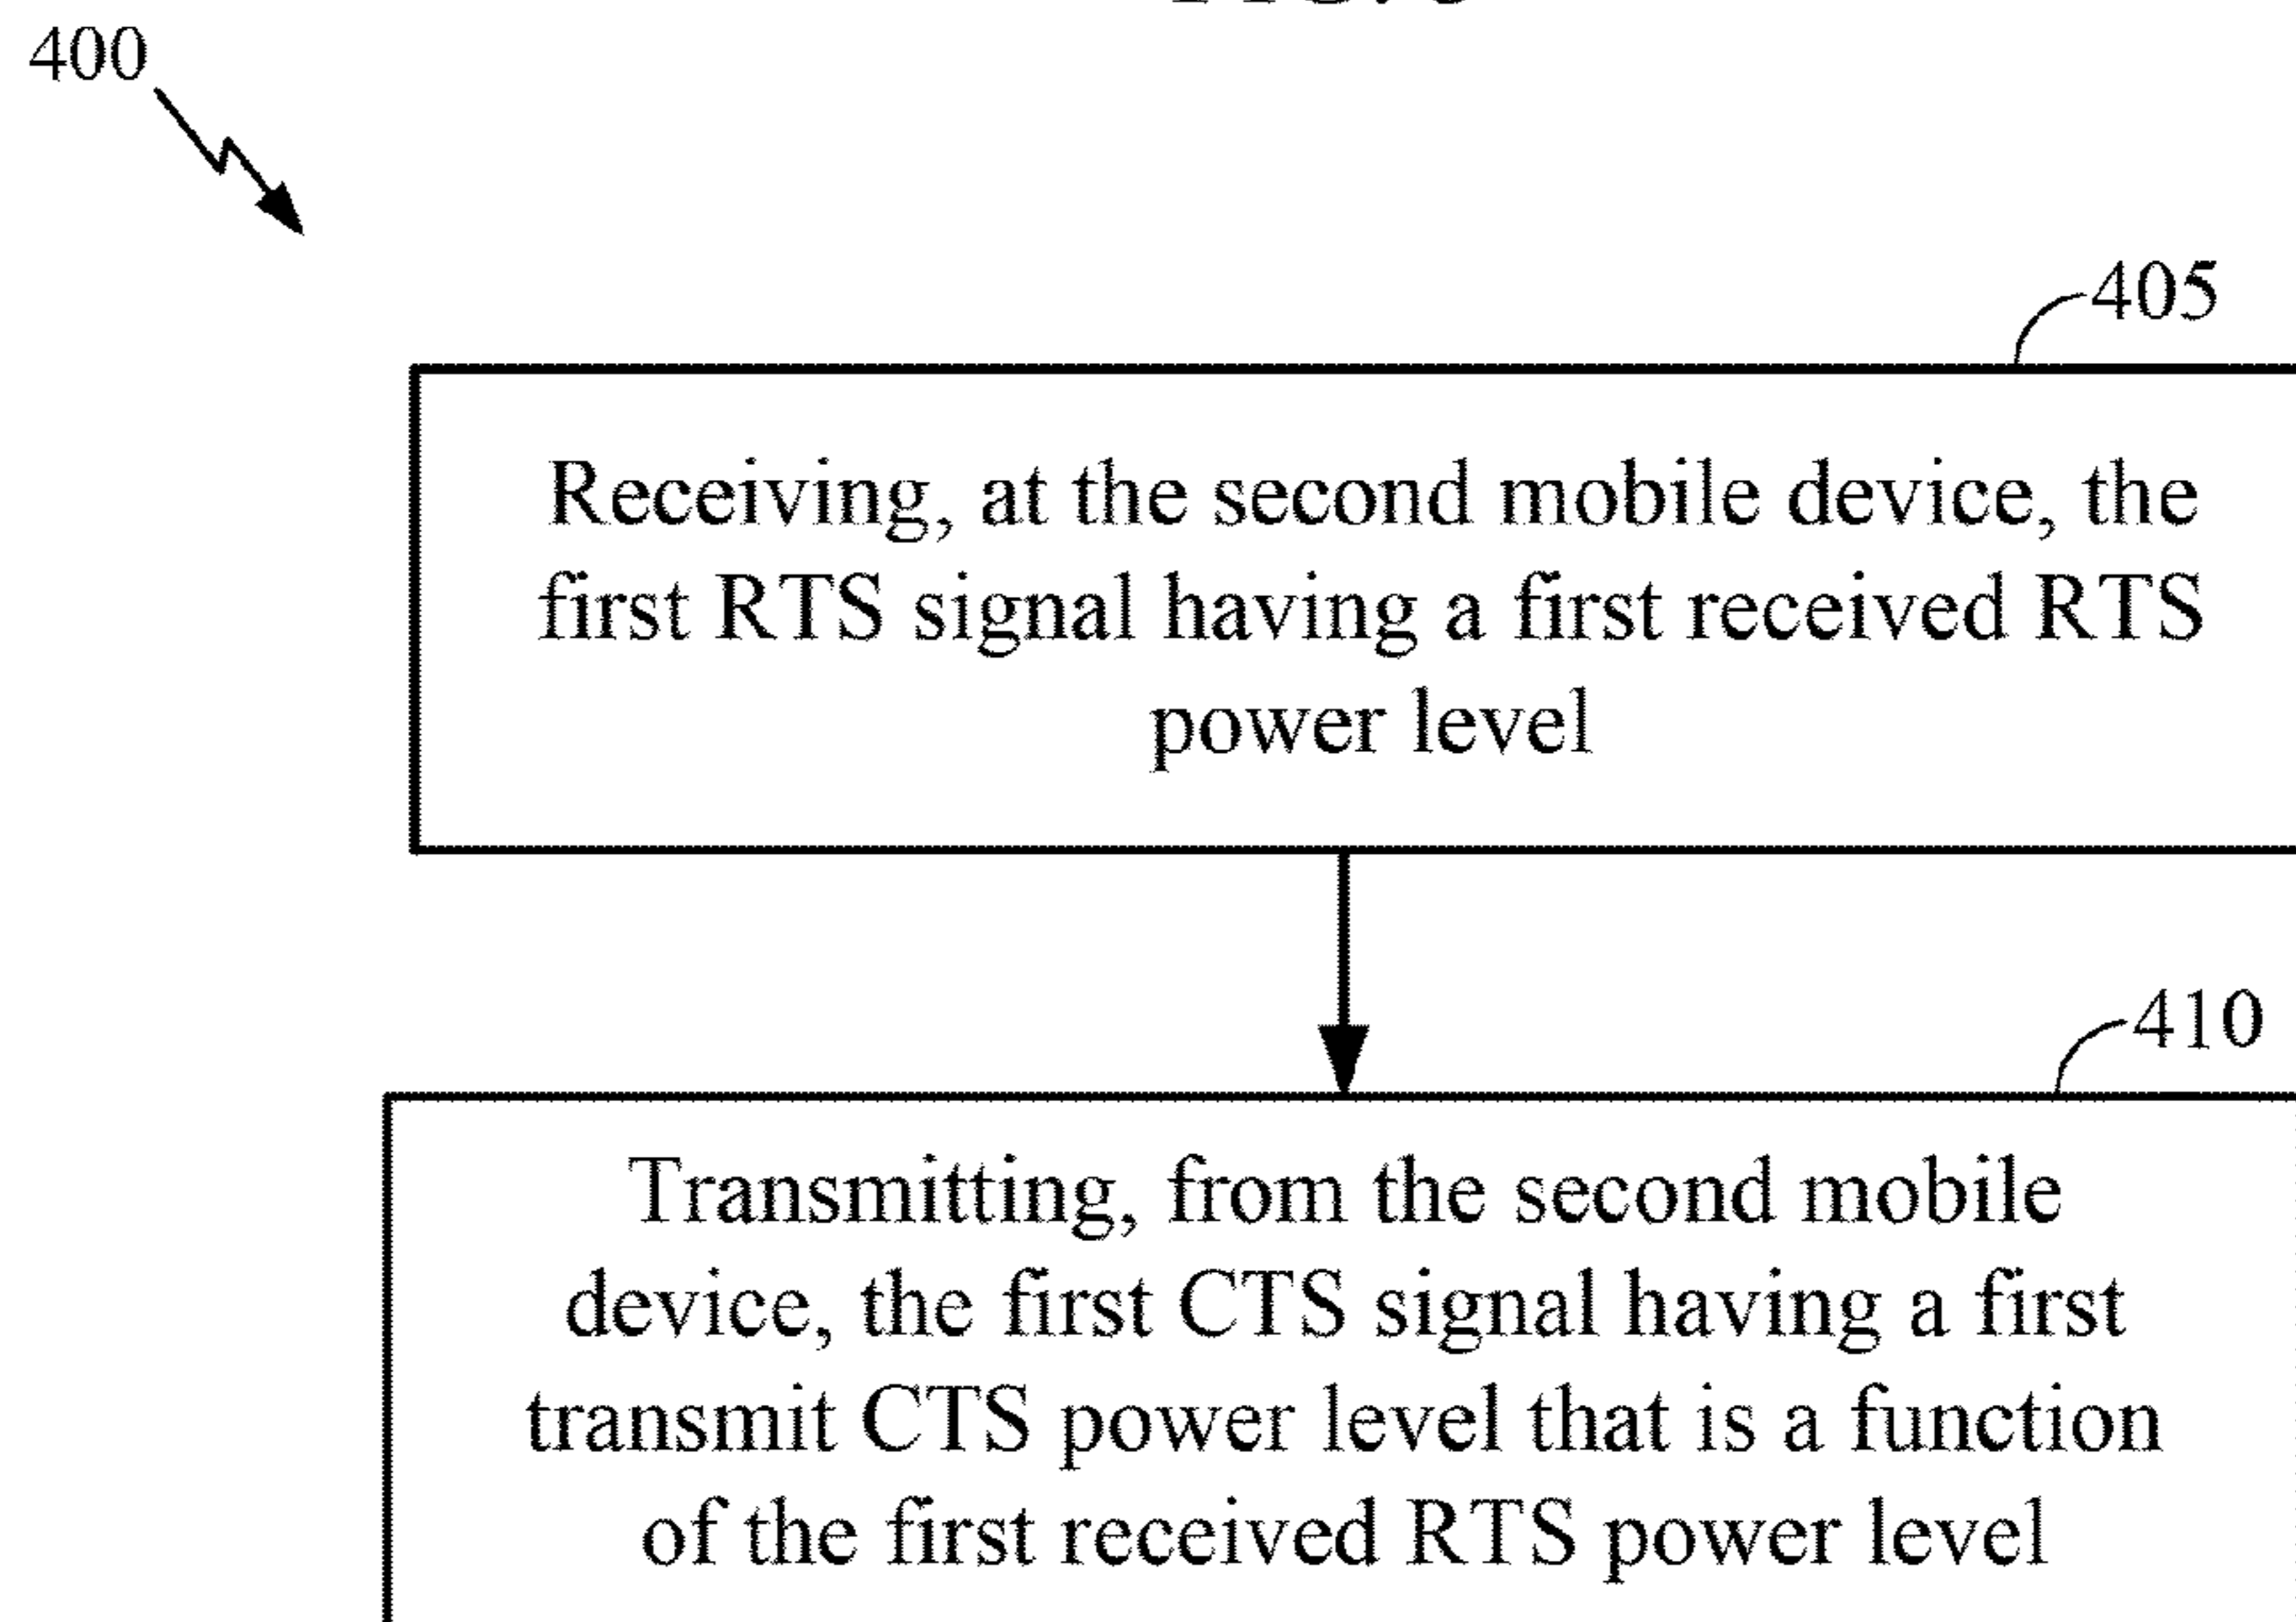 400
405
Receiving, at the second mobile device, the
first RTS signal having a first received RTS
power level
410
Transmitting, from the second mobile
device, the first CTS signal having a first
transmit CTS power level that is a function
of the first received RTS power level